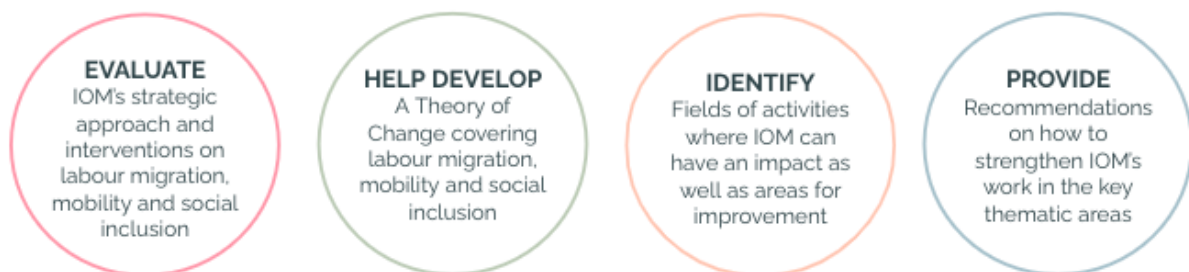 EVALUATE
IOM's strategic
approach and
interventions on
labour migration,
mobility and social
inclusion
HELP DEVELOP
A Theory of
Change covering
labour migration,
mobility and social
inclusion
IDENTIFY
Fields of activities
where IOM can
have an impact as
well as areas for
improvement
PROVIDE
Recommendations
on how to
strengthen IOM's
work in the key
thematic areas